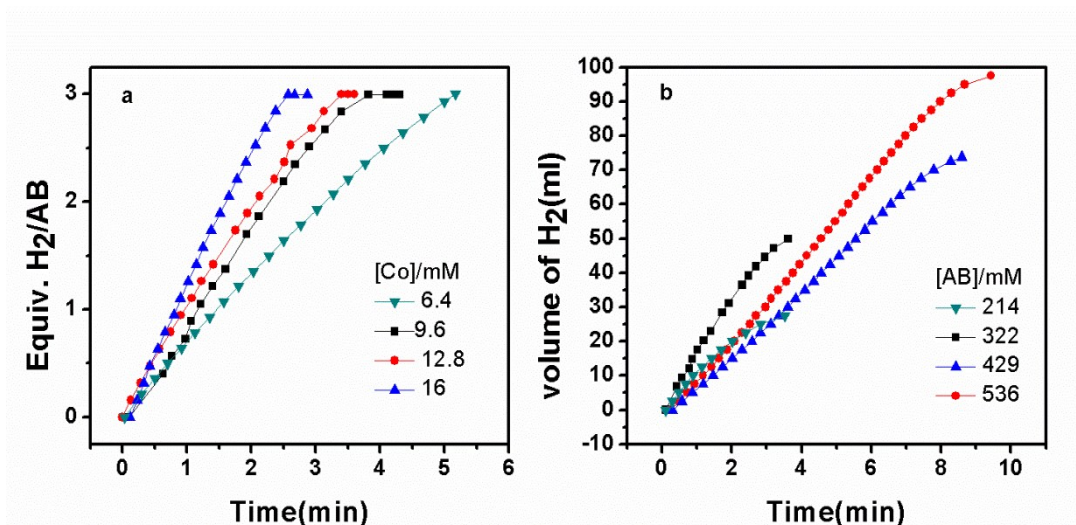 a
Equiv. H2/AB
3
2
1
0
[Co]/mM
6.4
9.6
12.8
16
0 1 2 3 4 5 6
Time(min)
b
volume of H2(ml)
100
90
80
70
60
50
40
30
20
10
0
-10
[AB]/mM
214
322
429
536
0 2 4 6 8 10
Time(min)